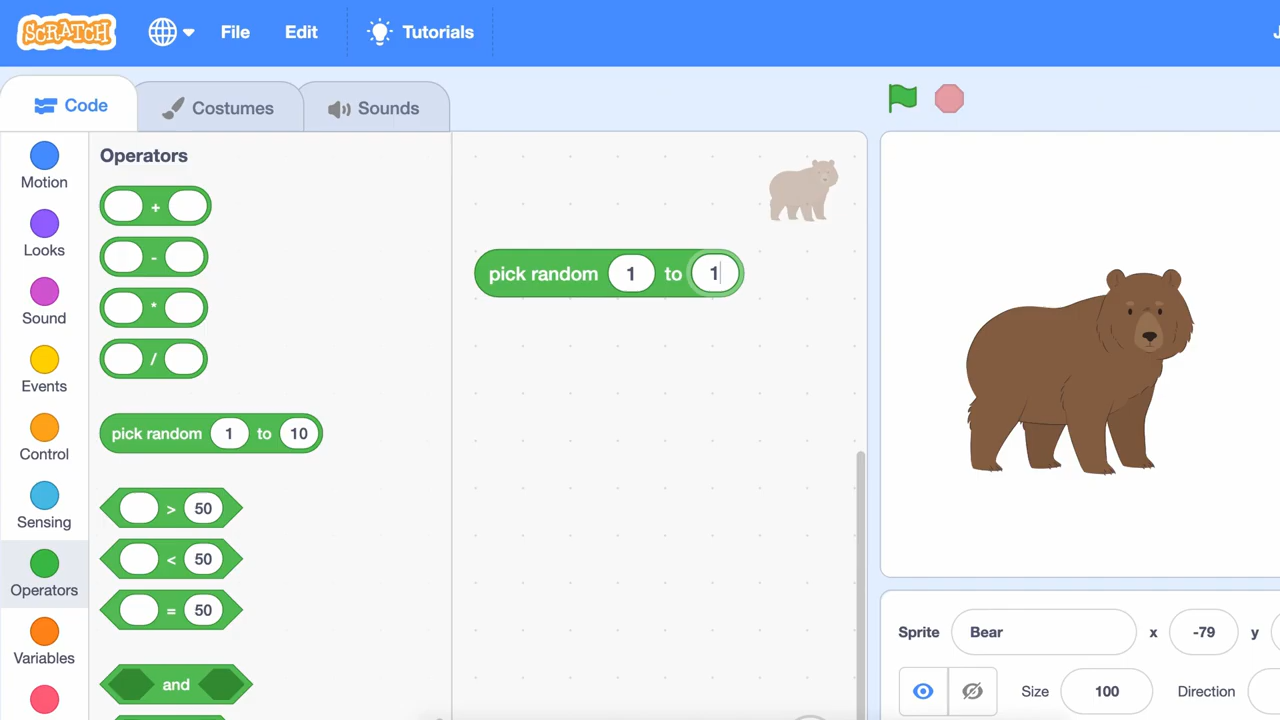 SCRATCH File Edit Tutorials
Code Costumes Sounds
Motion
Looks
Sound
Events
Control
Sensing
Operators
Variables
Operators
+
-
*
/
pick random 1 to 10
> 50
< 50
= 50
and
pick random 1 to 1
Sprite Bear x -79 y
Size 100 Direction